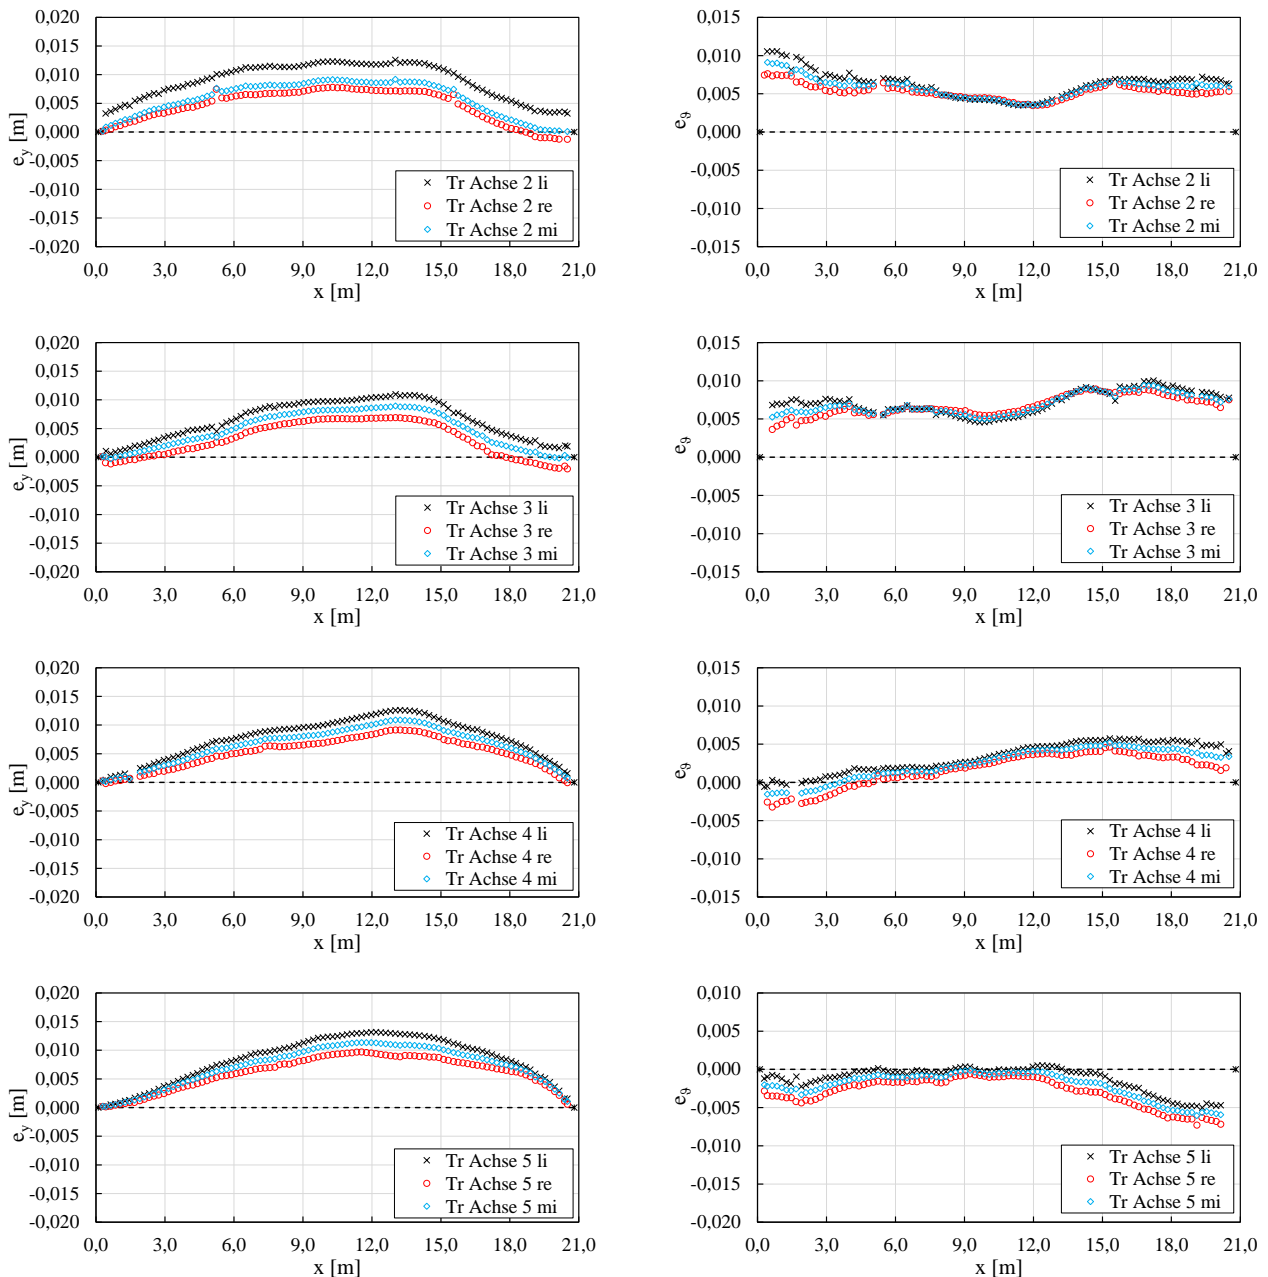 0,020
0,015
0,010
0,005
0,000
-0,005
-0,010
-0,015
-0,020
e_y [m]
Tr Achse 2 li
Tr Achse 2 re
Tr Achse 2 mi
0,0 3,0 6,0 9,0 12,0 15,0 18,0 21,0
x [m]
0,015
0,010
0,005
0,000
-0,005
-0,010
-0,015
e_ϑ
Tr Achse 2 li
Tr Achse 2 re
Tr Achse 2 mi
0,0 3,0 6,0 9,0 12,0 15,0 18,0 21,0
x [m]
0,020
0,015
0,010
0,005
0,000
-0,005
-0,010
-0,015
-0,020
e_y [m]
Tr Achse 3 li
Tr Achse 3 re
Tr Achse 3 mi
0,0 3,0 6,0 9,0 12,0 15,0 18,0 21,0
x [m]
0,015
0,010
0,005
0,000
-0,005
-0,010
-0,015
e_ϑ
Tr Achse 3 li
Tr Achse 3 re
Tr Achse 3 mi
0,0 3,0 6,0 9,0 12,0 15,0 18,0 21,0
x [m]
0,020
0,015
0,010
0,005
0,000
-0,005
-0,010
-0,015
-0,020
e_y [m]
Tr Achse 4 li
Tr Achse 4 re
Tr Achse 4 mi
0,0 3,0 6,0 9,0 12,0 15,0 18,0 21,0
x [m]
0,015
0,010
0,005
0,000
-0,005
-0,010
-0,015
e_ϑ
Tr Achse 4 li
Tr Achse 4 re
Tr Achse 4 mi
0,0 3,0 6,0 9,0 12,0 15,0 18,0 21,0
x [m]
0,020
0,015
0,010
0,005
0,000
-0,005
-0,010
-0,015
-0,020
e_y [m]
Tr Achse 5 li
Tr Achse 5 re
Tr Achse 5 mi
0,0 3,0 6,0 9,0 12,0 15,0 18,0 21,0
x [m]
0,010
0,005
0,000
-0,005
-0,010
-0,015
-0,020
e_ϑ
Tr Achse 5 li
Tr Achse 5 re
Tr Achse 5 mi
0,0 3,0 6,0 9,0 12,0 15,0 18,0 21,0
x [m]